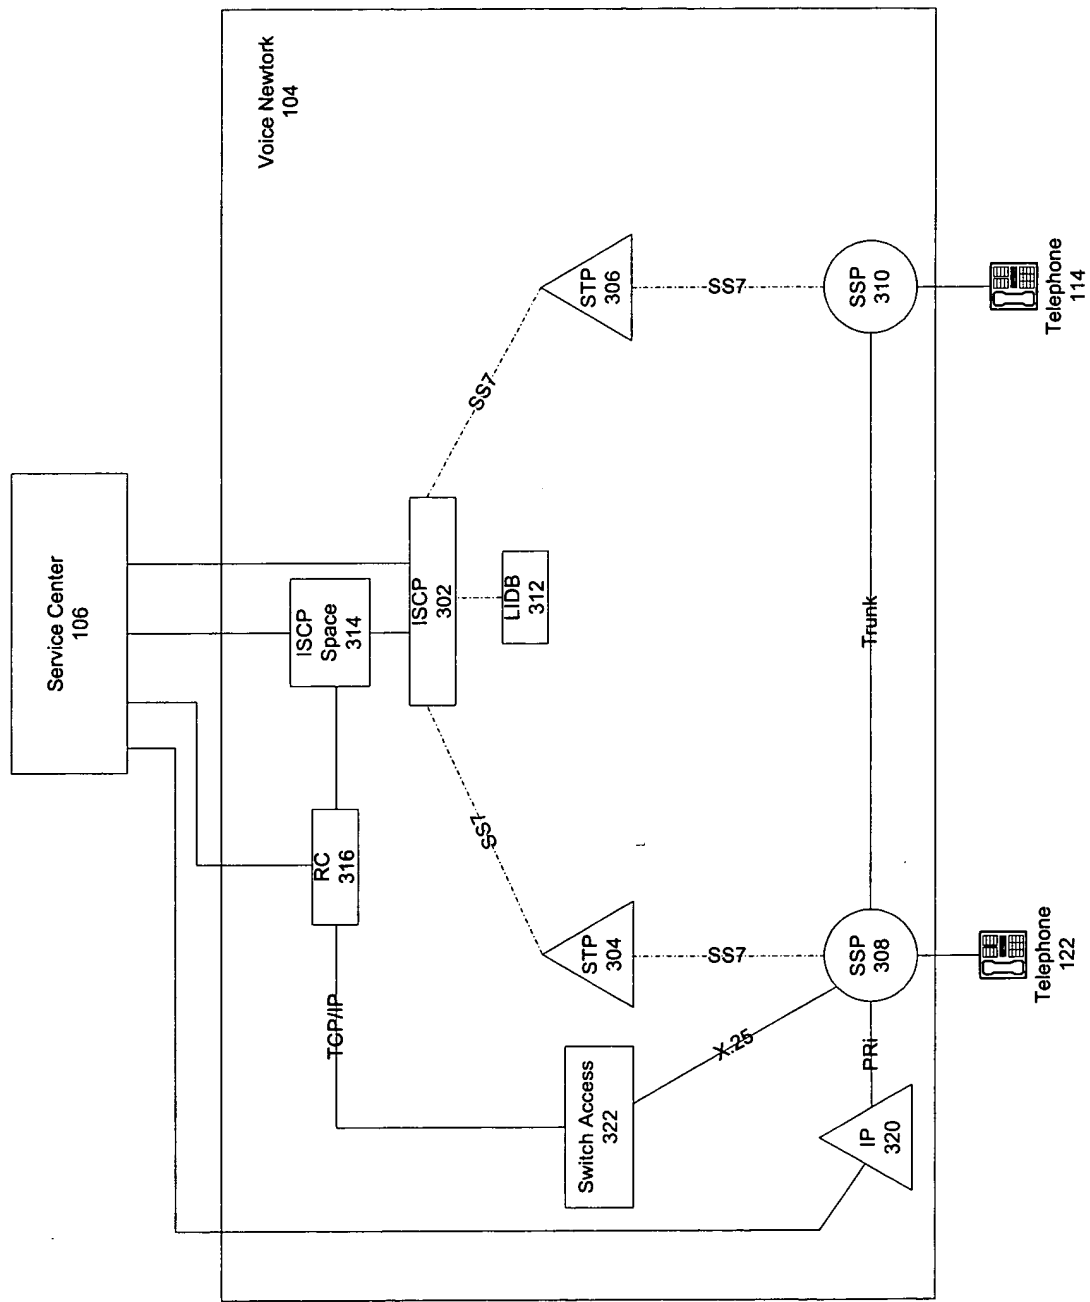 Service Center
106
Voice Newtork
104
ISCP
Space
314
RC
316
ISCP
302
LIDB
312
TCP/IP
SS7
SS7
Switch Access
322
STP
304
STP
306
X.25
SS7
SS7
IP
320
PRi
SSP
308
Trunk
SSP
310
Telephone
122
Telephone
114